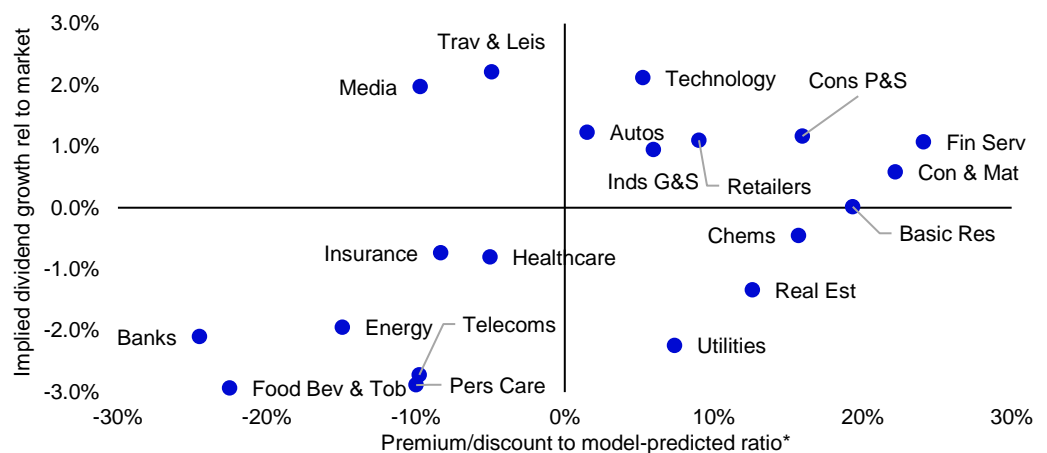 Implied dividend growth rel to market
3.0%
2.0%
1.0%
0.0%
-1.0%
-2.0%
-3.0%
Trav & Leis
Media
Technology
Cons P&S
Autos
Fin Serv
Inds G&S
Retailers
Con & Mat
Basic Res
Chems
Insurance
Healthcare
Real Est
Energy
Telecoms
Banks
Utilities
Food Bev & Tob
Pers Care
-30%
-20%
-10%
0%
10%
20%
30%
Premium/discount to model-predicted ratio*